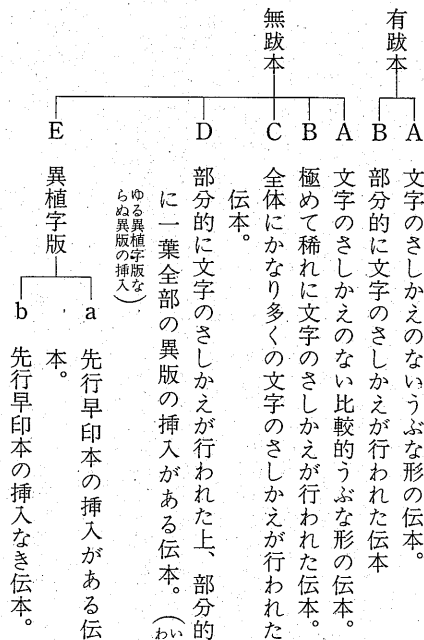 有跋本
A 文字のさしかえのないうぶな形の伝本。
B 部分的に文字のさしかえが行われた伝本
無跋本
A 文字のさしかえのない比較的うぶな形の伝本。
B 極めて稀れに文字のさしかえが行われた伝本。
C 全体にかなり多くの文字のさしかえが行われた
伝本。
D 部分的に文字のさしかえが行われた上、部分的
に一葉全部の異版の挿入がある伝本。(いわ
ゆる異植字版な
らぬ異版の挿入)
E 異植字版
a 先行早印本の挿入がある伝
本。
b 先行早印本の挿入なき伝本。